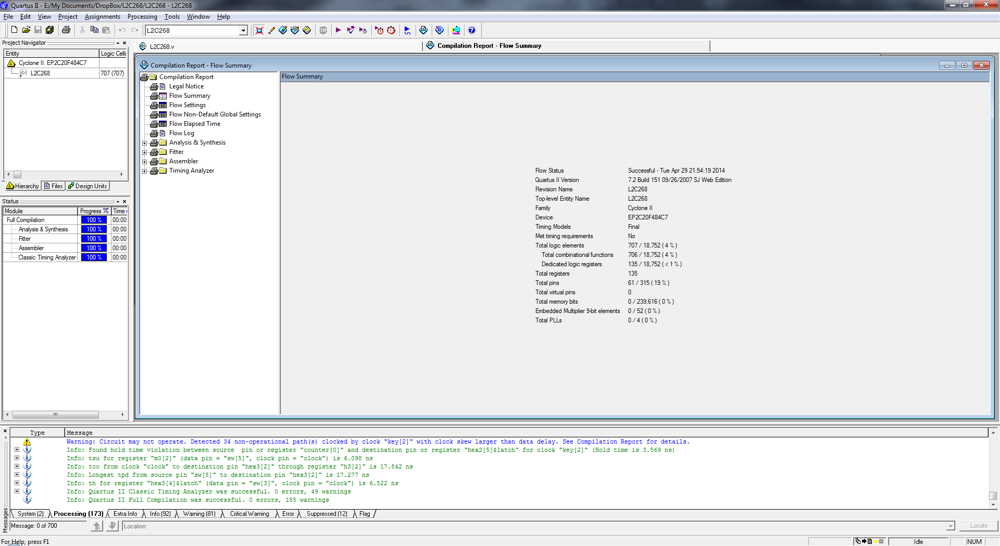 Quartus II - E:/My Documents/DropBox/L2C268/L2C268 - L2C268
File Edit View Project Assignments Processing Tools Window Help
L2C268
STOP
Project Navigator
Entity Logic Cells
Cyclone II: EP2C20F484C7
abc L2C268 707 (707)
Hierarchy Files Design Units
Status
Module Progress % Time
Full Compilation 100 % 00:00
Analysis & Synthesis 100 % 00:00
Fitter 100 % 00:00
Assembler 100 % 00:00
Classic Timing Analyzer 100 % 00:00
L2C268.v Compilation Report - Flow Summary
Compilation Report - Flow Summary
Compilation Report
Legal Notice
Flow Summary
Flow Settings
Flow Non-Default Global Settings
Flow Elapsed Time
Flow Log
Analysis & Synthesis
Fitter
Assembler
Timing Analyzer
Flow Summary
Flow Status Successful - Tue Apr 29 21:54:19 2014
Quartus II Version 7.2 Build 151 09/26/2007 SJ Web Edition
Revision Name L2C268
Top-level Entity Name L2C268
Family Cyclone II
Device EP2C20F484C7
Timing Models Final
Met timing requirements No
Total logic elements 707 / 18,752 ( 4 % )
Total combinational functions 706 / 18,752 ( 4 % )
Dedicated logic registers 135 / 18,752 ( < 1 % )
Total registers 135
Total pins 61 / 315 ( 19 % )
Total virtual pins 0
Total memory bits 0 / 239,616 ( 0 % )
Embedded Multiplier 9-bit elements 0 / 52 ( 0 % )
Total PLLs 0 / 4 ( 0 % )
Type Message
Warning: Circuit may not operate. Detected 34 non-operational path(s) clocked by clock "key[2]" with clock skew larger than data delay. See Compilation Report for details.
Info: Found hold time violation between source  pin or register "counter[0]" and destination pin or register "hex2[5]$latch" for clock "key[2]" (Hold time is 3.569 ns)
Info: tsu for register "m0[2]" (data pin = "sw[5]", clock pin = "clock") is 6.098 ns
Info: tco from clock "clock" to destination pin "hex3[2]" through register "h3[2]" is 17.842 ns
Info: Longest tpd from source pin "sw[8]" to destination pin "hex3[2]" is 17.277 ns
Info: th for register "hex3[4]$latch" (data pin = "sw[3]", clock pin = "clock") is 6.522 ns
Info: Quartus II Classic Timing Analyzer was successful. 0 errors, 49 warnings
Info: Quartus II Full Compilation was successful. 0 errors, 185 warnings
System (2) Processing (173) Extra Info Info (92) Warning (81) Critical Warning Error Suppressed (12) Flag
Messages
Message: 0 of 700 Location: Locate
For Help, press F1 Idle NUM